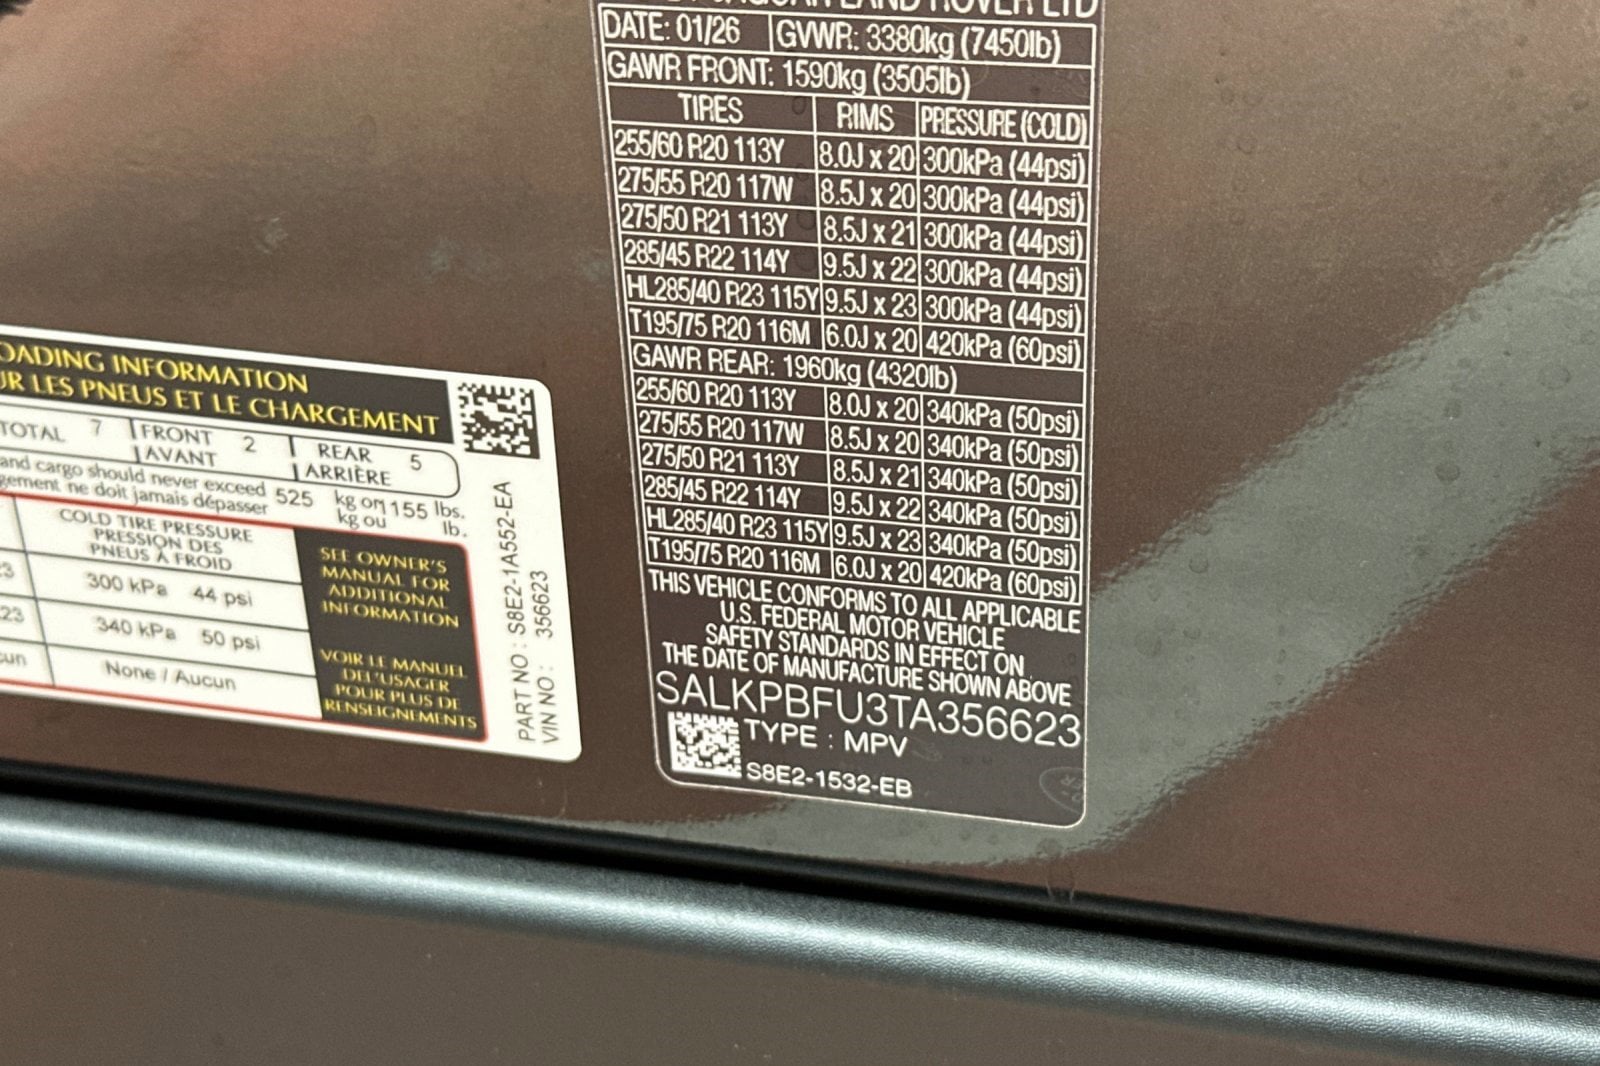 JAGUAR LAND ROVER LTD
DATE: 01/26 GVWR: 3380kg (7450lb)
GAWR FRONT: 1590kg (3505lb)
TIRES RIMS PRESSURE (COLD)
255/60 R20 113Y 8.0J x 20 300kPa (44psi)
275/55 R20 117W 8.5J x 20 300kPa (44psi)
275/50 R21 113Y 8.5J x 21 300kPa (44psi)
285/45 R22 114Y 9.5J x 22 300kPa (44psi)
HL285/40 R23 115Y 9.5J x 23 300kPa (44psi)
T195/75 R20 116M 6.0J x 20 420kPa (60psi)
GAWR REAR: 1960kg (4320lb)
255/60 R20 113Y 8.0J x 20 340kPa (50psi)
275/55 R20 117W 8.5J x 20 340kPa (50psi)
275/50 R21 113Y 8.5J x 21 340kPa (50psi)
285/45 R22 114Y 9.5J x 22 340kPa (50psi)
HL285/40 R23 115Y 9.5J x 23 340kPa (50psi)
T195/75 R20 116M 6.0J x 20 420kPa (60psi)
THIS VEHICLE CONFORMS TO ALL APPLICABLE
U.S. FEDERAL MOTOR VEHICLE
SAFETY STANDARDS IN EFFECT ON
THE DATE OF MANUFACTURE SHOWN ABOVE
SALKPBFU3TA356623
TYPE : MPV
S8E2-1532-EB
OADING INFORMATION
UR LES PNEUS ET LE CHARGEMENT
TOTAL 7 FRONT 2 REAR 5
AVANT ARRIÈRE
and cargo should never exceed 525 kg or 1155 lbs.
gement ne doit jamais dépasser kg ou lb.
COLD TIRE PRESSURE
PRESSION DES
PNEUS À FROID
300 kPa 44 psi
23 340 kPa 50 psi
cun None / Aucun
SEE OWNER'S
MANUAL FOR
ADDITIONAL
INFORMATION
VOIR LE MANUEL
DE L'USAGER
POUR PLUS DE
RENSEIGNEMENTS
PART NO : S8E2-1A552-EA
VIN NO : 356623